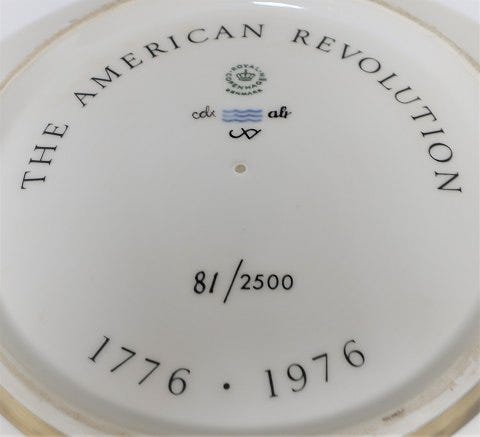 THE AMERICAN REVOLUTION
ROYAL
COPENHAGEN
DENMARK
81/2500
1776 · 1976